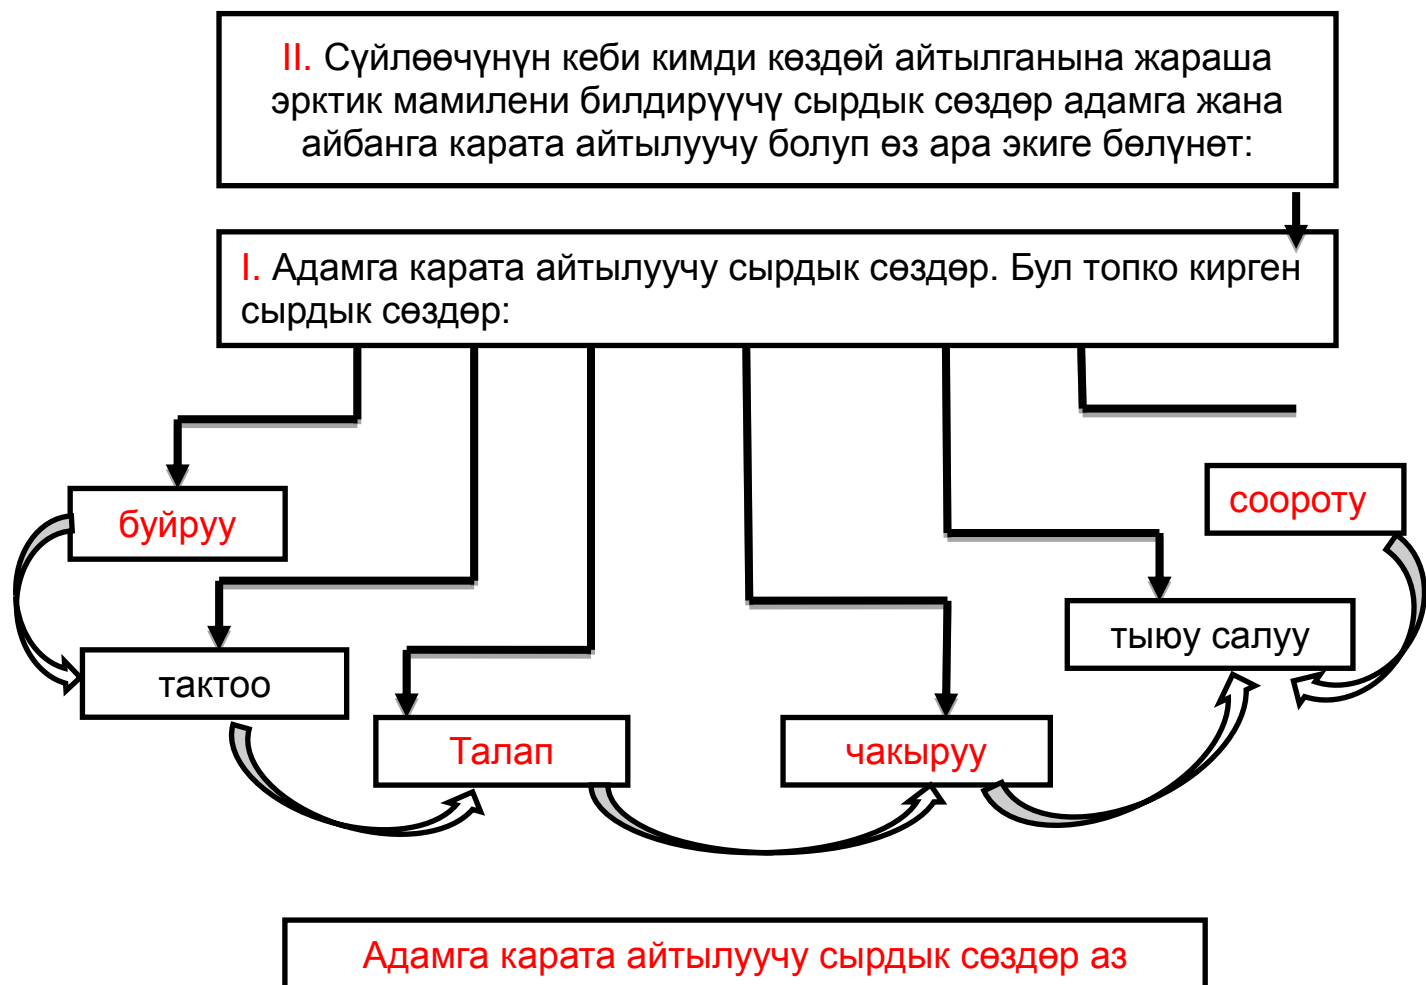 II. Сүйлөөчүнүн кеби кимди көздөй айтылганына жараша
эрктик мамилени билдирүүчү сырдык сөздөр адамга жана
айбанга карата айтылуучу болуп өз ара экиге бөлүнөт:
I. Адамга карата айтылуучу сырдык сөздөр. Бул топко кирген
сырдык сөздөр:
буйруу
соороту
тыюу салуу
тактоо
Талап
чакыруу
Адамга карата айтылуучу сырдык сөздөр аз